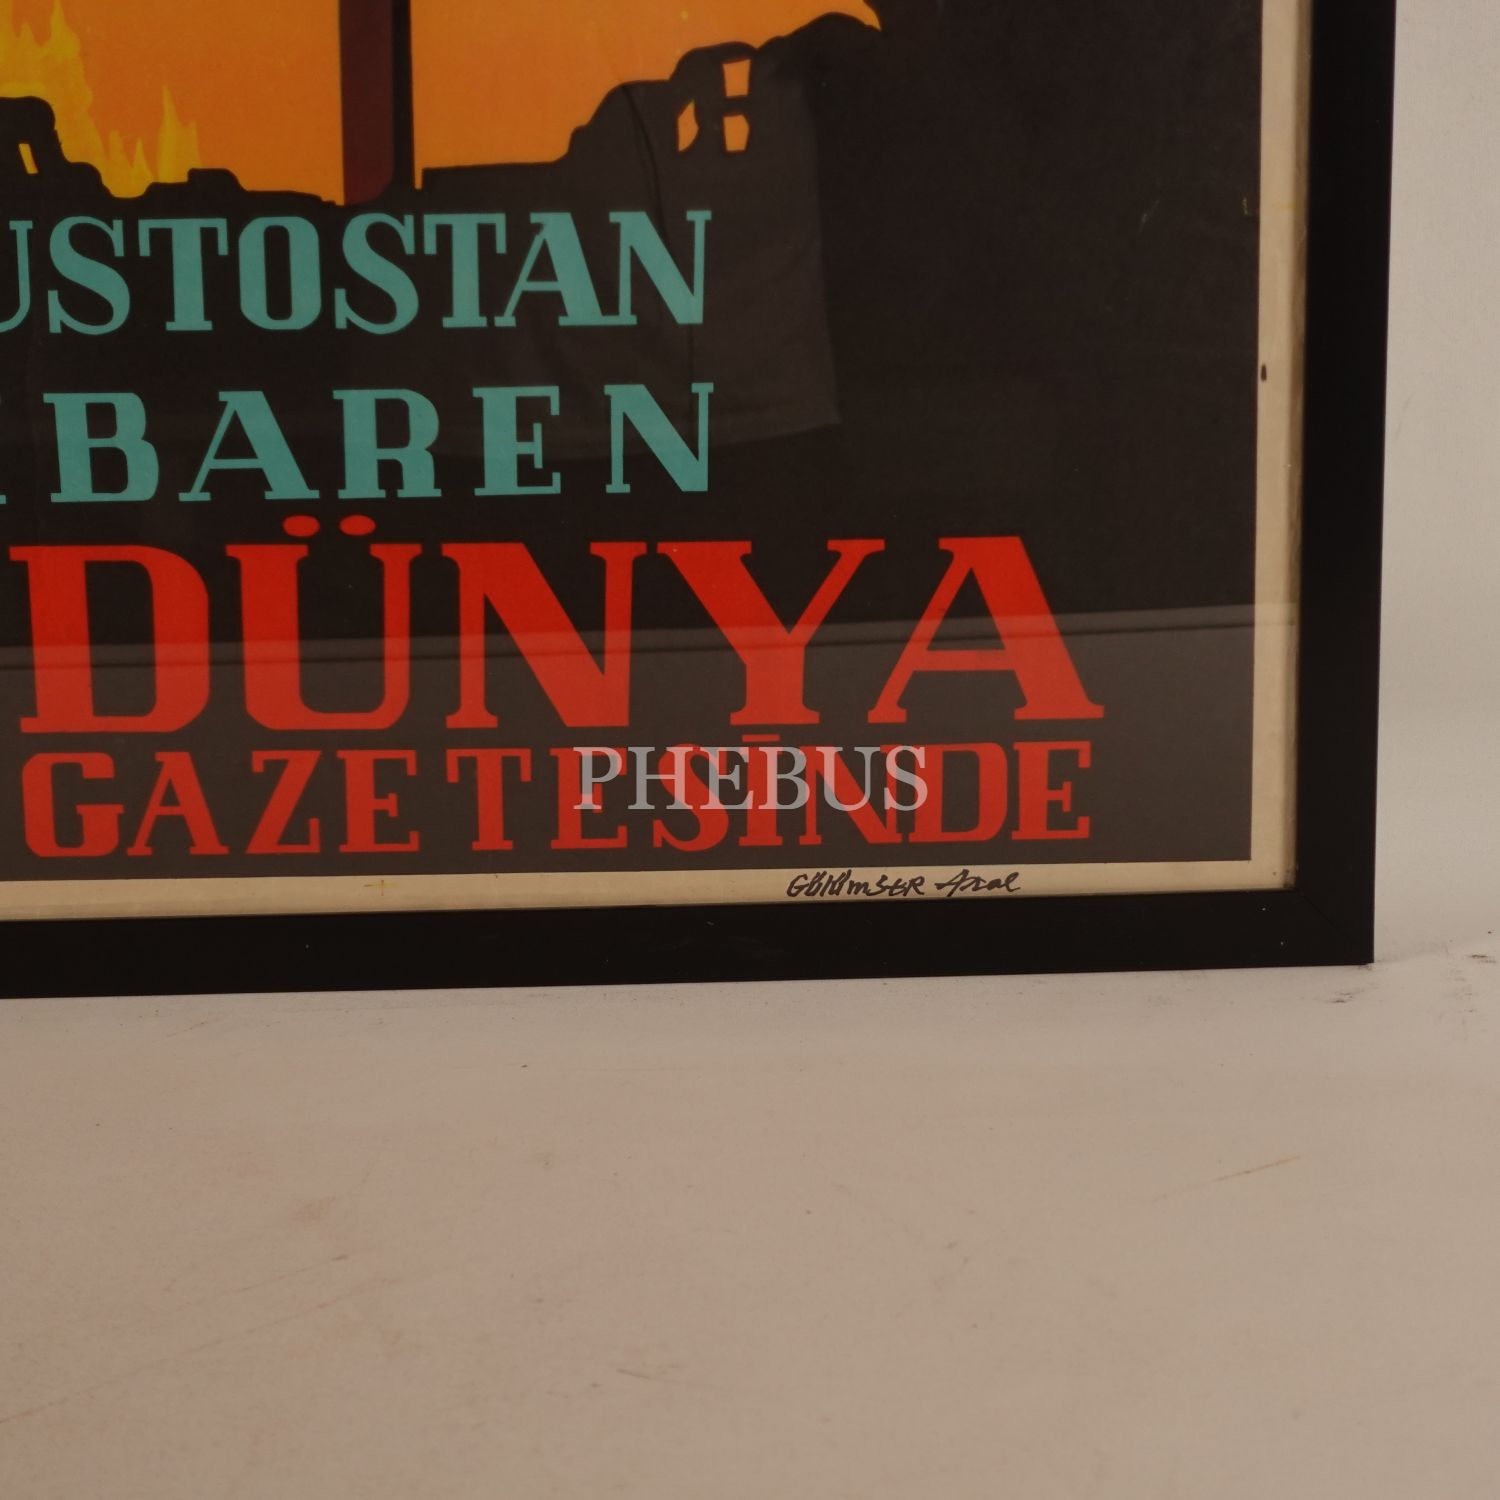 USTOSTAN
BAREN
DÜNYA
GAZETESİNDE
PHEBUS